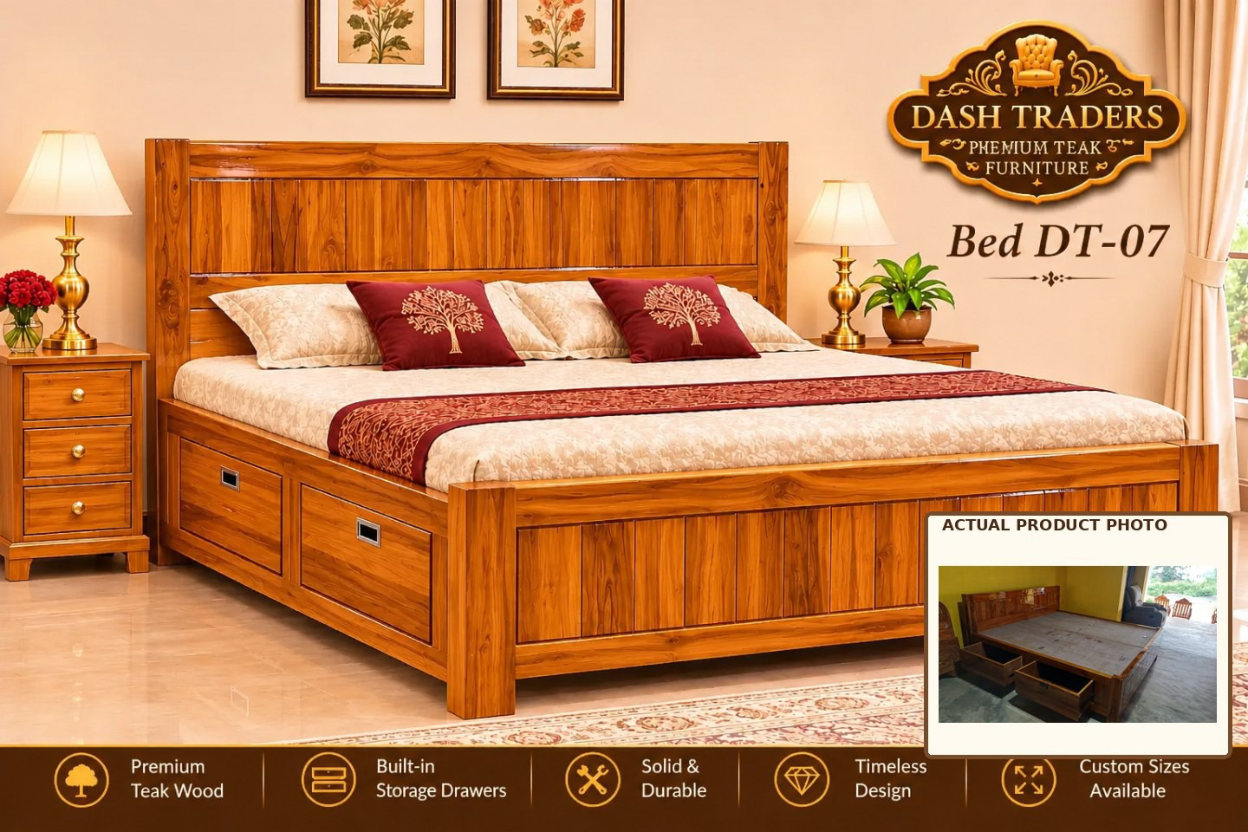 DASH TRADERS
PREMIUM TEAK
FURNITURE
Bed DT-07
ACTUAL PRODUCT PHOTO
Premium
Teak Wood
Built-in
Storage Drawers
Solid &
Durable
Timeless
Design
Custom Sizes
Available